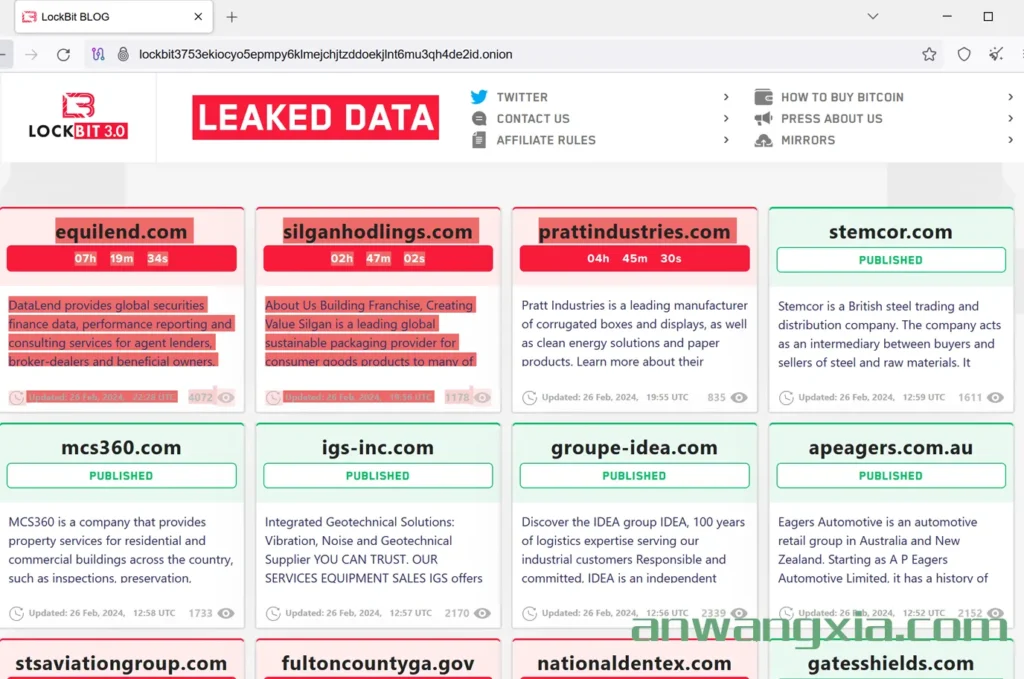 LockBit BLOG
lockbit3753ekiocyo5epmpy6klmejchjtzddoekjlnt6mu3qh4de2id.onion
LOCKBIT 3.0
LEAKED DATA
TWITTER
CONTACT US
AFFILIATE RULES
HOW TO BUY BITCOIN
PRESS ABOUT US
MIRRORS
equilend.com
07h 19m 34s
DataLend provides global securities
finance data, performance reporting and
consulting services for agent lenders,
broker-dealers and beneficial owners.
Updated: 26 Feb, 2024, 22:28 UTC 4072
silganhodlings.com
02h 47m 02s
About Us Building Franchise, Creating
Value Silgan is a leading global
sustainable packaging provider for
consumer goods products to many of
Updated: 26 Feb, 2024, 19:56 UTC 1178
prattindustries.com
04h 45m 30s
Pratt Industries is a leading manufacturer
of corrugated boxes and displays, as well
as clean energy solutions and paper
products. Learn more about their
Updated: 26 Feb, 2024, 19:55 UTC 835
stemcor.com
PUBLISHED
Stemcor is a British steel trading and
distribution company. The company acts
as an intermediary between buyers and
sellers of steel and raw materials. It
Updated: 26 Feb, 2024, 12:59 UTC 1611
mcs360.com
PUBLISHED
MCS360 is a company that provides
property services for residential and
commercial buildings across the country,
such as inspections, preservation,
Updated: 26 Feb, 2024, 12:58 UTC 1733
igs-inc.com
PUBLISHED
Integrated Geotechnical Solutions:
Vibration, Noise and Geotechnical
Supplier YOU CAN TRUST. OUR
SERVICES EQUIPMENT SALES IGS offers
Updated: 26 Feb, 2024, 12:57 UTC 2170
groupe-idea.com
PUBLISHED
Discover the IDEA group IDEA, 100 years
of logistics expertise serving our
industrial customers Responsible and
committed, IDEA is an independent
Updated: 26 Feb, 2024, 12:56 UTC 2339
apeagers.com.au
PUBLISHED
Eagers Automotive is an automotive
retail group in Australia and New
Zealand. Starting as A P Eagers
Automotive Limited, it has a history of
Updated: 26 Feb, 2024, 12:52 UTC 2152
anwangxia.com
stsaviationgroup.com
fultoncountyga.gov
nationaldentex.com
gatesshields.com